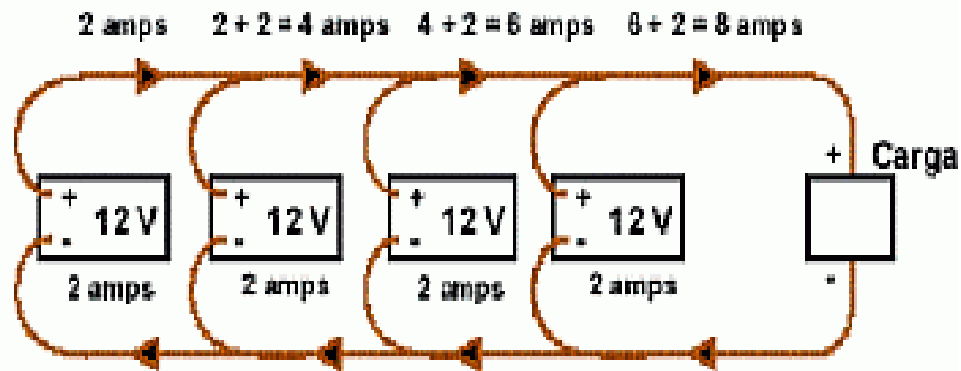 2 amps 2 + 2 = 4 amps 4 + 2 = 6 amps 6 + 2 = 8 amps
+ Carga
+ + + +
12 V 12 V 12 V 12 V
- - - -
2 amps 2 amps 2 amps 2 amps
-